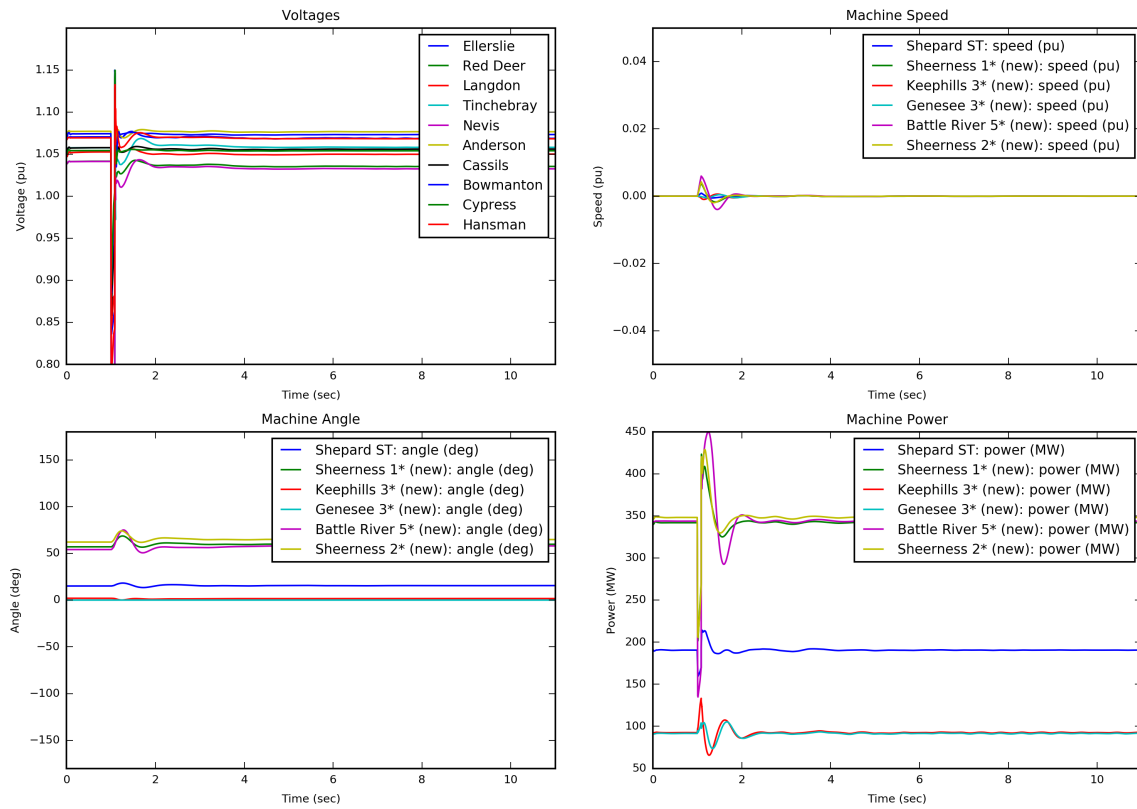 Voltages
1.15
1.10
1.05
1.00
0.95
0.90
0.85
0.80
Voltage (pu)
0 2 4 6 8 10
Time (sec)
Ellerslie
Red Deer
Langdon
Tinchebray
Nevis
Anderson
Cassils
Bowmanton
Cypress
Hansman
Machine Speed
0.04
0.02
0.00
−0.02
−0.04
Speed (pu)
0 2 4 6 8 10
Time (sec)
Shepard ST: speed (pu)
Sheerness 1* (new): speed (pu)
Keephills 3* (new): speed (pu)
Genesee 3* (new): speed (pu)
Battle River 5* (new): speed (pu)
Sheerness 2* (new): speed (pu)
Machine Angle
150
100
50
0
−50
−100
−150
Angle (deg)
0 2 4 6 8 10
Time (sec)
Shepard ST: angle (deg)
Sheerness 1* (new): angle (deg)
Keephills 3* (new): angle (deg)
Genesee 3* (new): angle (deg)
Battle River 5* (new): angle (deg)
Sheerness 2* (new): angle (deg)
Machine Power
450
400
350
300
250
200
150
100
50
Power (MW)
0 2 4 6 8 10
Time (sec)
Shepard ST: power (MW)
Sheerness 1* (new): power (MW)
Keephills 3* (new): power (MW)
Genesee 3* (new): power (MW)
Battle River 5* (new): power (MW)
Sheerness 2* (new): power (MW)